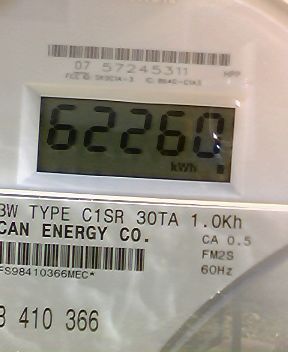 07 57245311
62260
kWh
3W TYPE C1SR 30TA 1.0Kh
CAN ENERGY CO.
CA 0.5
FM2S
60Hz
FS98410366MEC*
410 366